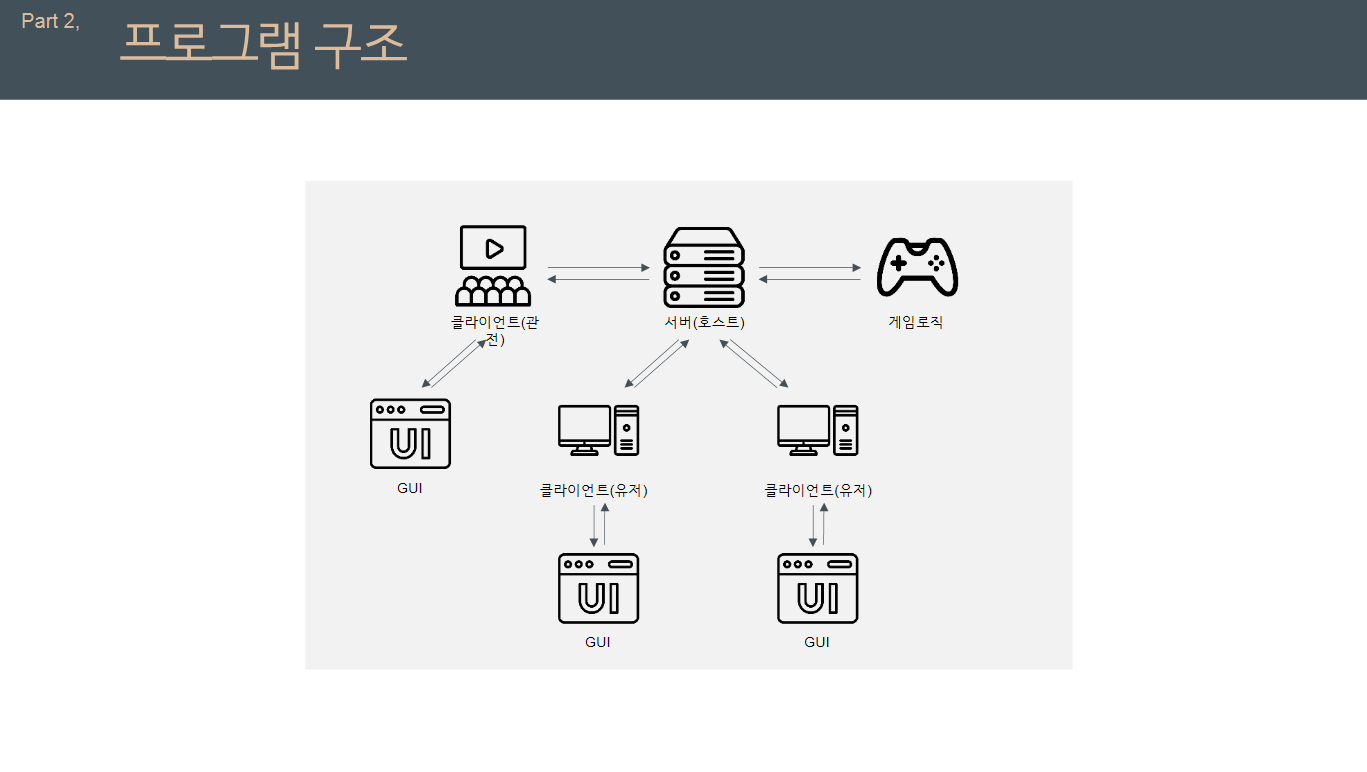 Part 2,
프로그램 구조
클라이언트(관
전)
서버(호스트)
게임로직
UI
GUI
클라이언트(유저)
클라이언트(유저)
UI
GUI
UI
GUI